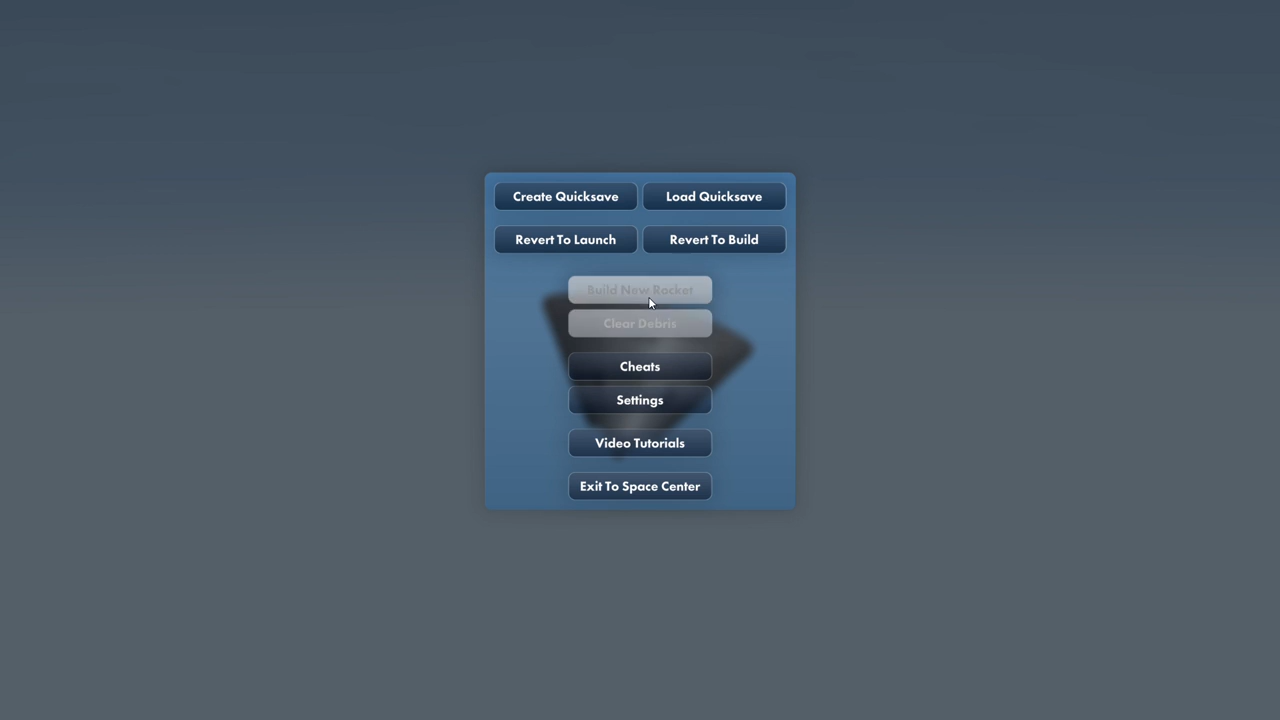 Create Quicksave
Load Quicksave
Revert To Launch
Revert To Build
Build New Rocket
Clear Debris
Cheats
Settings
Video Tutorials
Exit To Space Center